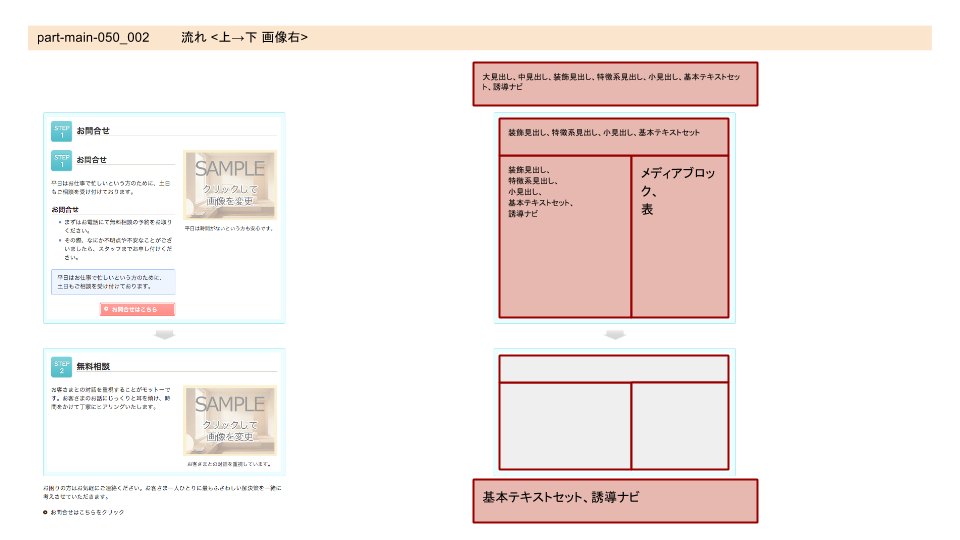 part-main-050_002 流れ <上→下 画像右>
大見出し、中見出し、装飾見出し、特徴系見出し、小見出し、基本テキストセッ
ト、誘導ナビ
STEP
1
お問合せ
STEP
1
お問合せ
平日はお仕事で忙しいという方のために、土日
もご相談を受け付けております。
お問合せ
まずはお電話にて無料相談の予約をお取り
ください。
その際、なにか不明点や不安なことがござ
いましたら、スタッフまでお申し付けくだ
さい。
平日はお仕事で忙しいという方のために、
土日もご相談を受け付けております。
お問合せはこちら
SAMPLE
クリックして
画像を変更
平日は時間がないという方も安心です。
装飾見出し、特徴系見出し、小見出し、基本テキストセット
装飾見出し、
特徴系見出し、
小見出し、
基本テキストセット、
誘導ナビ
メディアブロッ
ク、
表
STEP
2
無料相談
お客さまとの対話を重視することがモットーで
す。お客さまのお話にじっくりと耳を傾け、時
間をかけて丁寧にヒアリングいたします。
SAMPLE
クリックして
画像を変更
お客さまとの対話を重視しています。
お困りの方はお気軽にご連絡ください。お客さま一人ひとりに最もふさわしい解決策を一緒に
考えさせていただきます。
お問合せはこちらをクリック
基本テキストセット、誘導ナビ